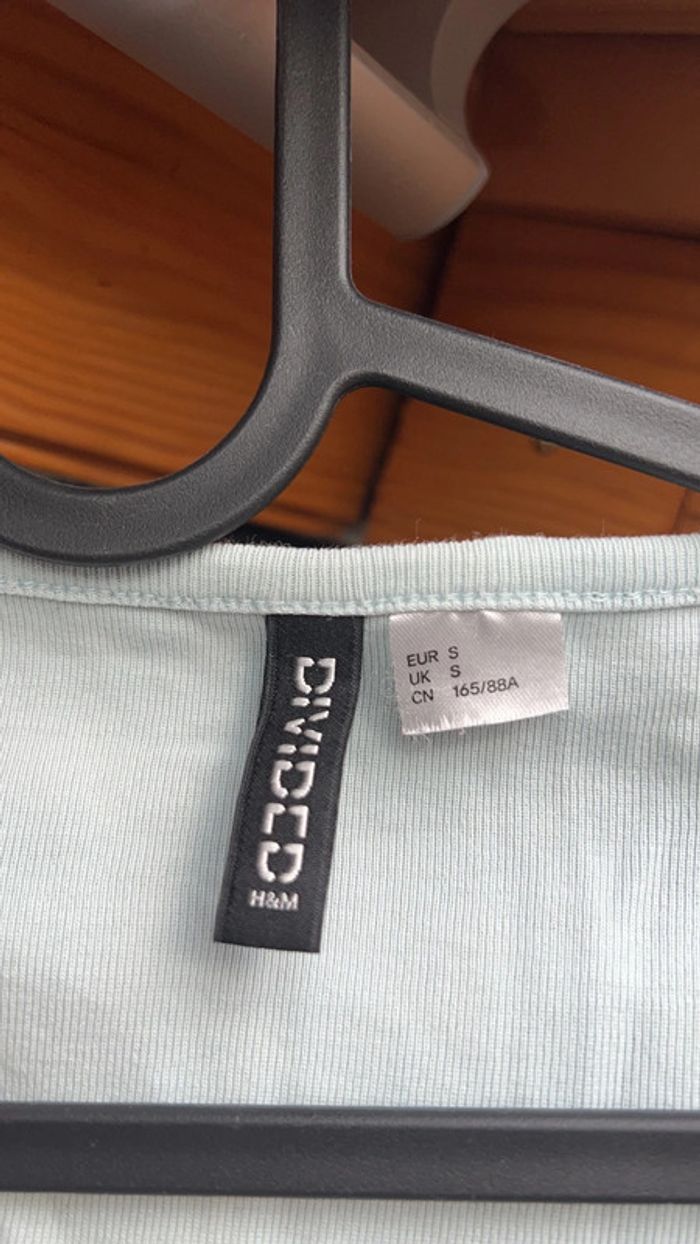 DIVIDED
H&M
EUR S
UK S
CN 165/88A